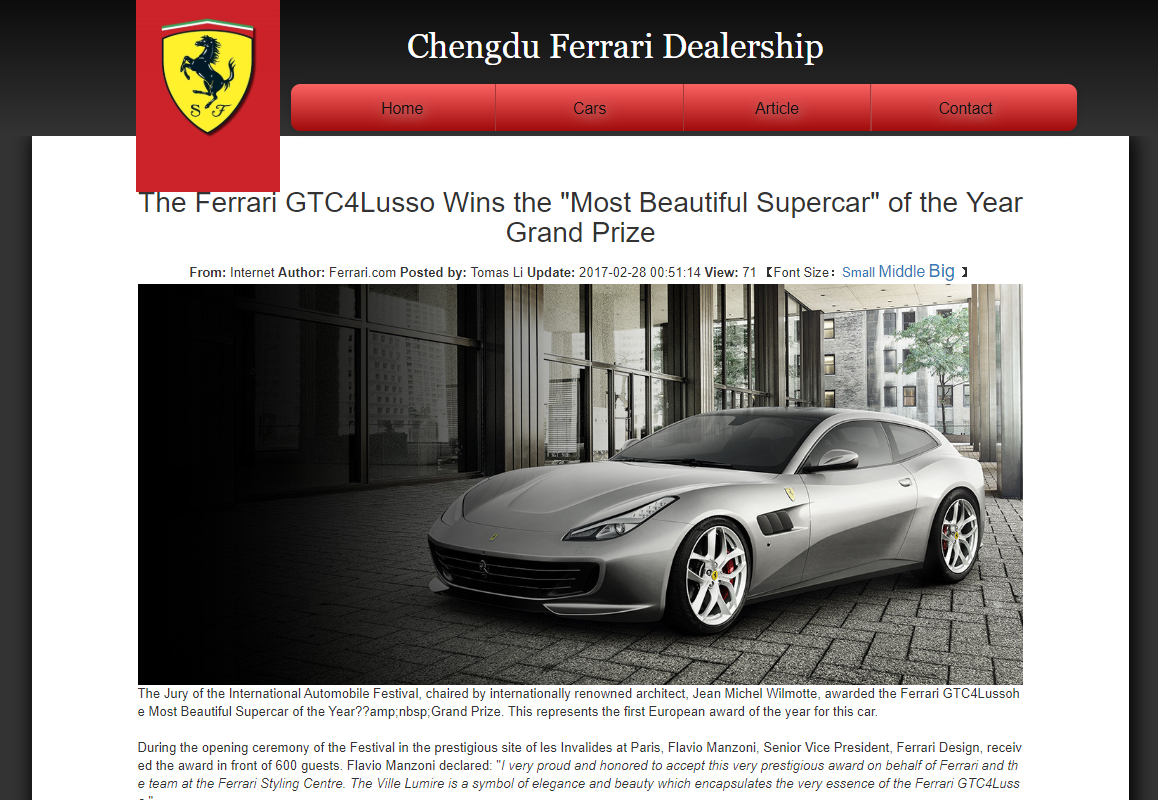 S F
Chengdu Ferrari Dealership
Home Cars Article Contact
The Ferrari GTC4Lusso Wins the "Most Beautiful Supercar" of the Year
Grand Prize
From: Internet Author: Ferrari.com Posted by: Tomas Li Update: 2017-02-28 00:51:14 View: 71 【Font Size： Small Middle Big 】
The Jury of the International Automobile Festival, chaired by internationally renowned architect, Jean Michel Wilmotte, awarded the Ferrari GTC4Lussoh
e Most Beautiful Supercar of the Year??amp;nbsp;Grand Prize. This represents the first European award of the year for this car.
During the opening ceremony of the Festival in the prestigious site of les Invalides at Paris, Flavio Manzoni, Senior Vice President, Ferrari Design, receiv
ed the award in front of 600 guests. Flavio Manzoni declared: "I very proud and honored to accept this very prestigious award on behalf of Ferrari and th
e team at the Ferrari Styling Centre. The Ville Lumire is a symbol of elegance and beauty which encapsulates the very essence of the Ferrari GTC4Luss